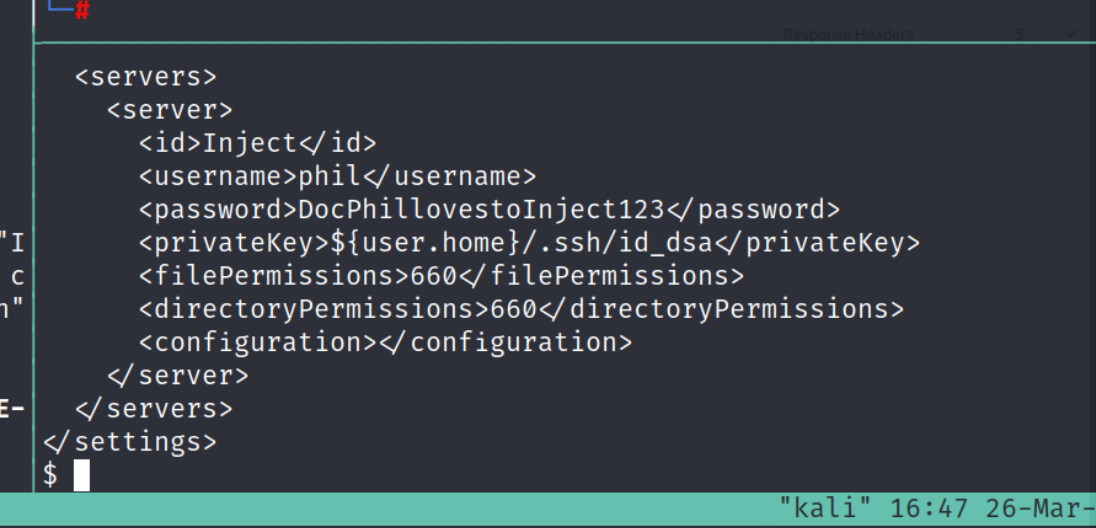 └─#
Response Headers 5
<servers>
<server>
<id>Inject</id>
<username>phil</username>
<password>DocPhillovestoInject123</password>
"I
<privateKey>${user.home}/.ssh/id_dsa</privateKey>
c
<filePermissions>660</filePermissions>
"
<directoryPermissions>660</directoryPermissions>
<configuration></configuration>
</server>
E-
</servers>
</settings>
$
"kali" 16:47 26-Mar-